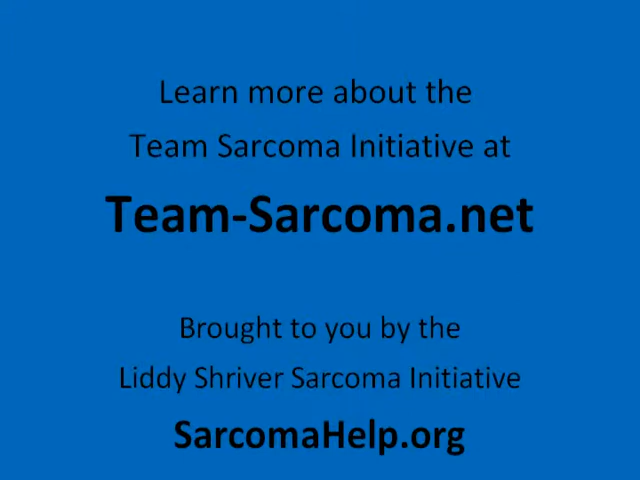 Learn more about the
Team Sarcoma Initiative at
Team-Sarcoma.net
Brought to you by the
Liddy Shriver Sarcoma Initiative
SarcomaHelp.org